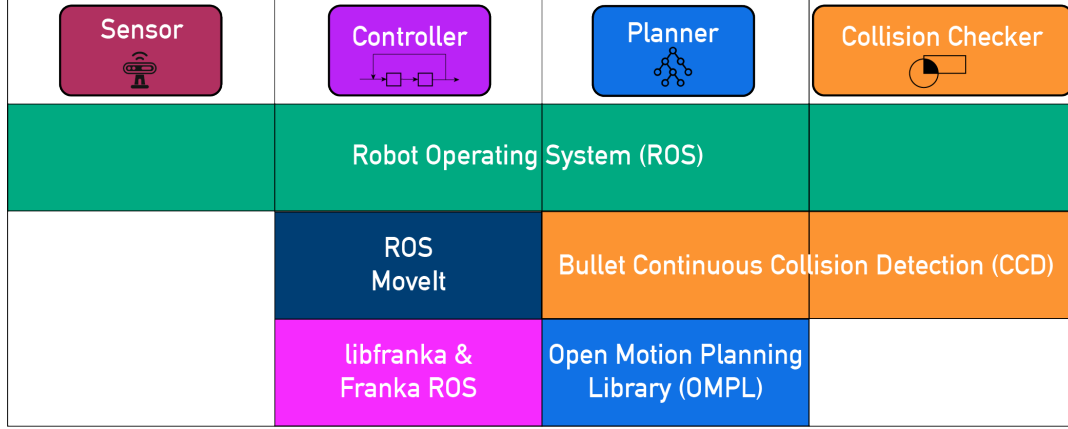 Sensor
Controller
Planner
Collision Checker
Robot Operating System (ROS)
ROS
MoveIt
Bullet Continuous Collision Detection (CCD)
libfranka &
Franka ROS
Open Motion Planning
Library (OMPL)